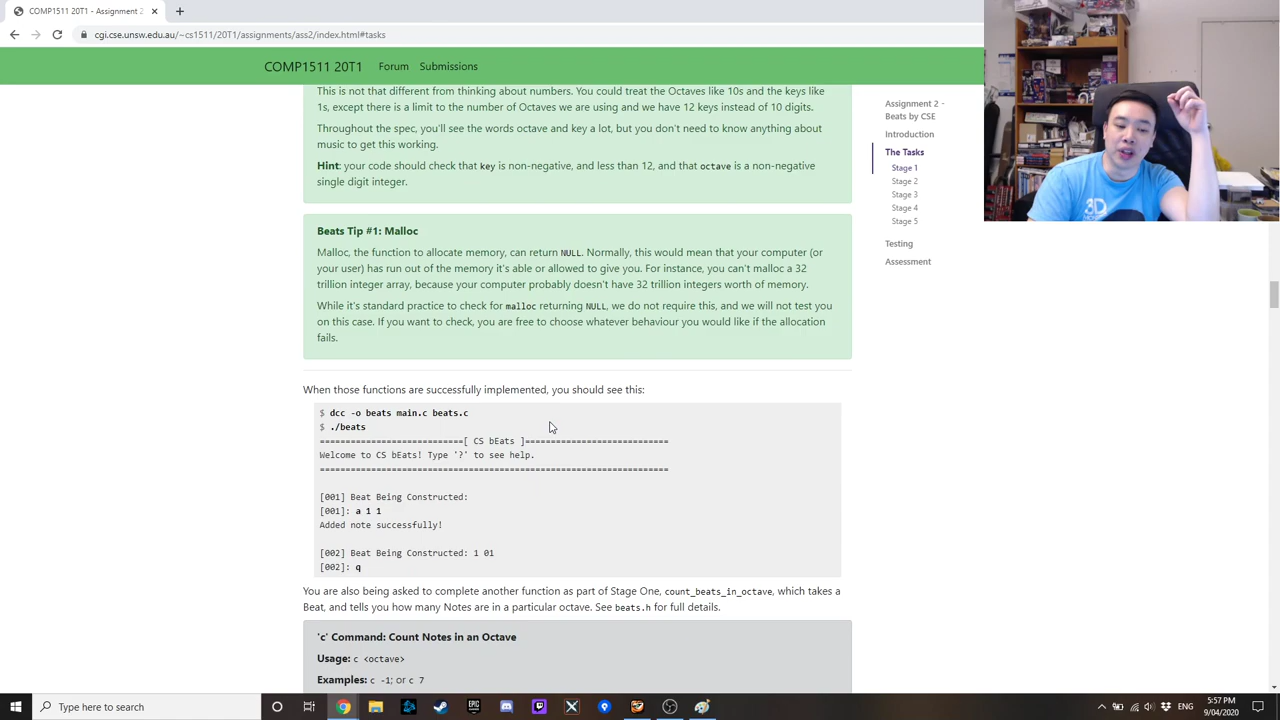 COMP1511 20T1 - Assignment 2
cgi.cse.unsw.edu.au/~cs1511/20T1/assignments/ass2/index.html#tasks
COMP1511 20T1
Forum
Submissions
different from thinking about numbers. You could treat the Octaves like 10s and the keys like
there is a limit to the number of Octaves we are using and we have 12 keys instead of 10 digits.
Throughout the spec, you'll see the words octave and key a lot, but you don't need to know anything about
music to get this working.
Hint: you should check that key is non-negative, and less than 12, and that octave is a non-negative
single digit integer.
Beats Tip #1: Malloc
Malloc, the function to allocate memory, can return NULL. Normally, this would mean that your computer (or
your user) has run out of the memory it's able or allowed to give you. For instance, you can't malloc a 32
trillion integer array, because your computer probably doesn't have 32 trillion integers worth of memory.
While it's standard practice to check for malloc returning NULL, we do not require this, and we will not test you
on this case. If you want to check, you are free to choose whatever behaviour you would like if the allocation
fails.
When those functions are successfully implemented, you should see this:
$ dcc -o beats main.c beats.c
$ ./beats
============================[ CS bEats ]============================
Welcome to CS bEats! Type '?' to see help.
====================================================================
[001] Beat Being Constructed:
[001]: a 1 1
Added note successfully!
[002] Beat Being Constructed: 1 01
[002]: q
You are also being asked to complete another function as part of Stage One, count_beats_in_octave, which takes a
Beat, and tells you how many Notes are in a particular octave. See beats.h for full details.
'c' Command: Count Notes in an Octave
Usage: c <octave>
Examples: c -1; or c 7
Assignment 2 -
Beats by CSE
Introduction
The Tasks
Stage 1
Stage 2
Stage 3
Stage 4
Stage 5
Testing
Assessment
3D
Type here to search
EPIC
5:57 PM
9/04/2020